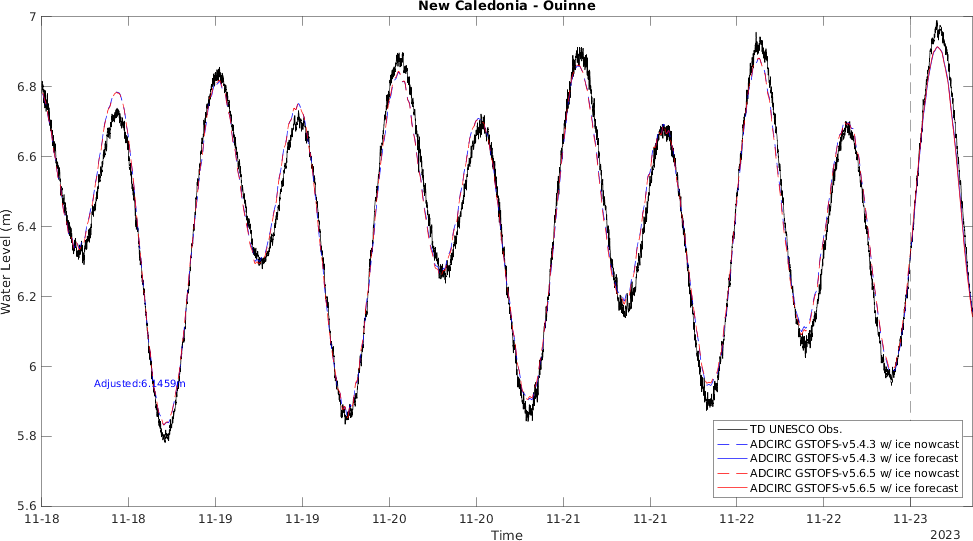 New Caledonia - Ouinne
Water Level (m)
7
6.8
6.6
6.4
6.2
6
5.8
5.6
Adjusted:6.1459m
TD UNESCO Obs.
ADCIRC GSTOFS-v5.4.3 w/ ice nowcast
ADCIRC GSTOFS-v5.4.3 w/ ice forecast
ADCIRC GSTOFS-v5.6.5 w/ ice nowcast
ADCIRC GSTOFS-v5.6.5 w/ ice forecast
11-18 11-18 11-19 11-19 11-20 11-20 11-21 11-21 11-22 11-22 11-23
Time
2023